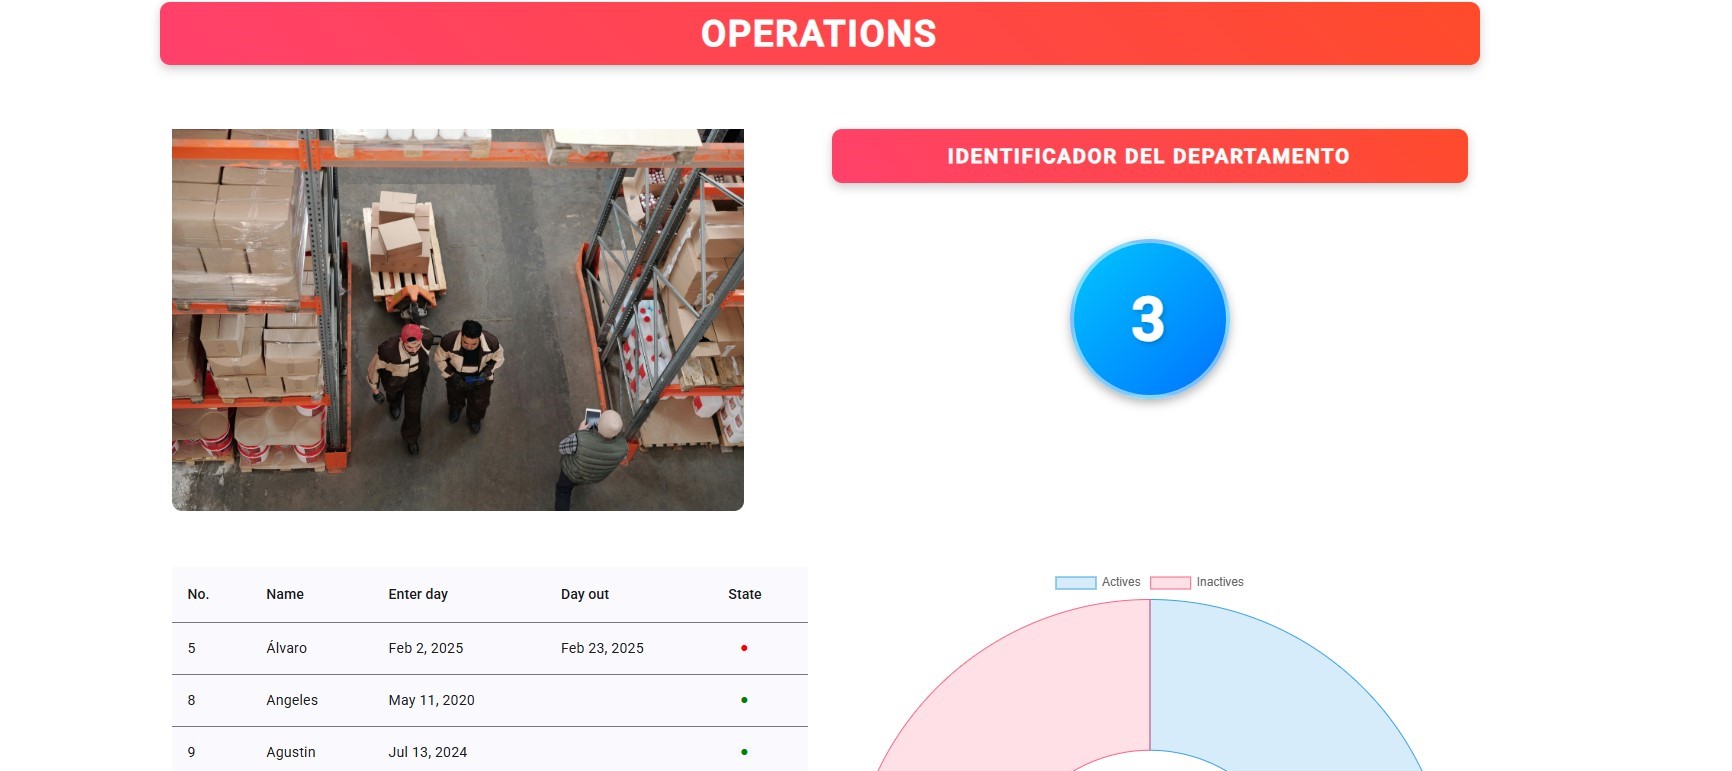 OPERATIONS
IDENTIFICADOR DEL DEPARTAMENTO
3
No. Name Enter day Day out State
5 Álvaro Feb 2, 2025 Feb 23, 2025
8 Angeles May 11, 2020
9 Agustin Jul 13, 2024
Actives Inactives